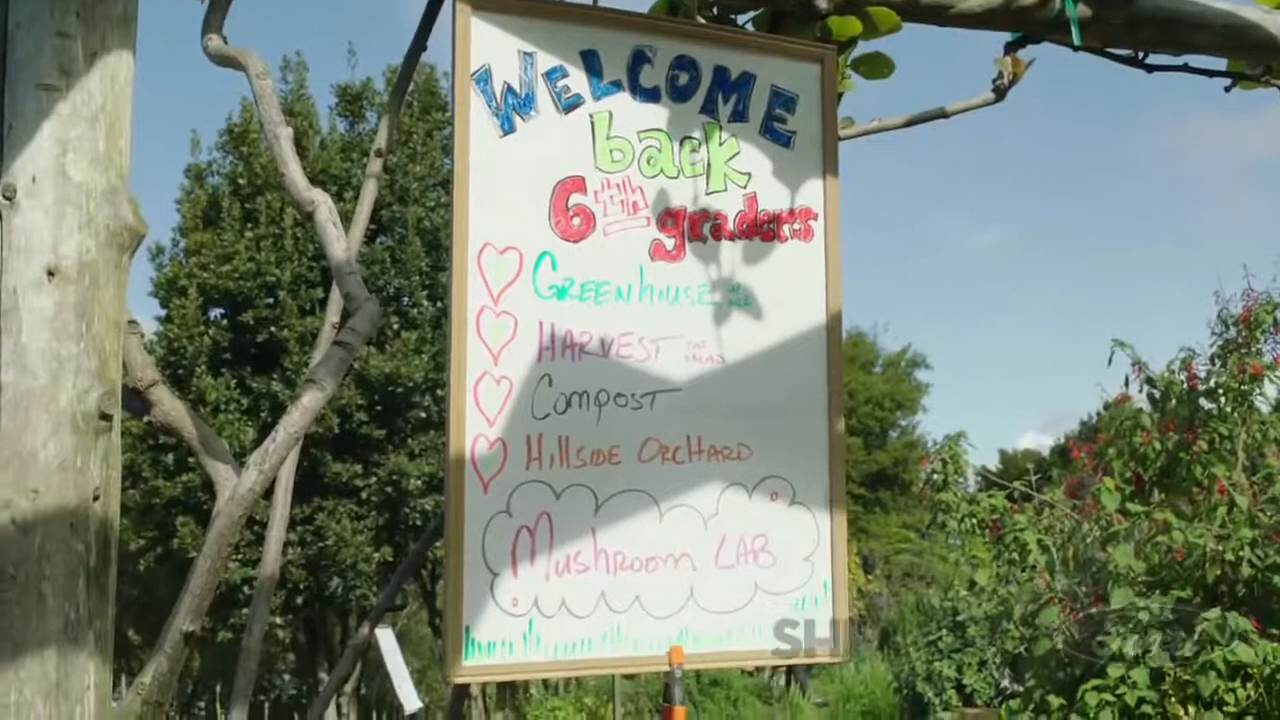 WELCOME
back
6th graders
GREENHOUSE
HARVEST
COMPOST
HILLSIDE ORCHARD
MUSHROOM LAB